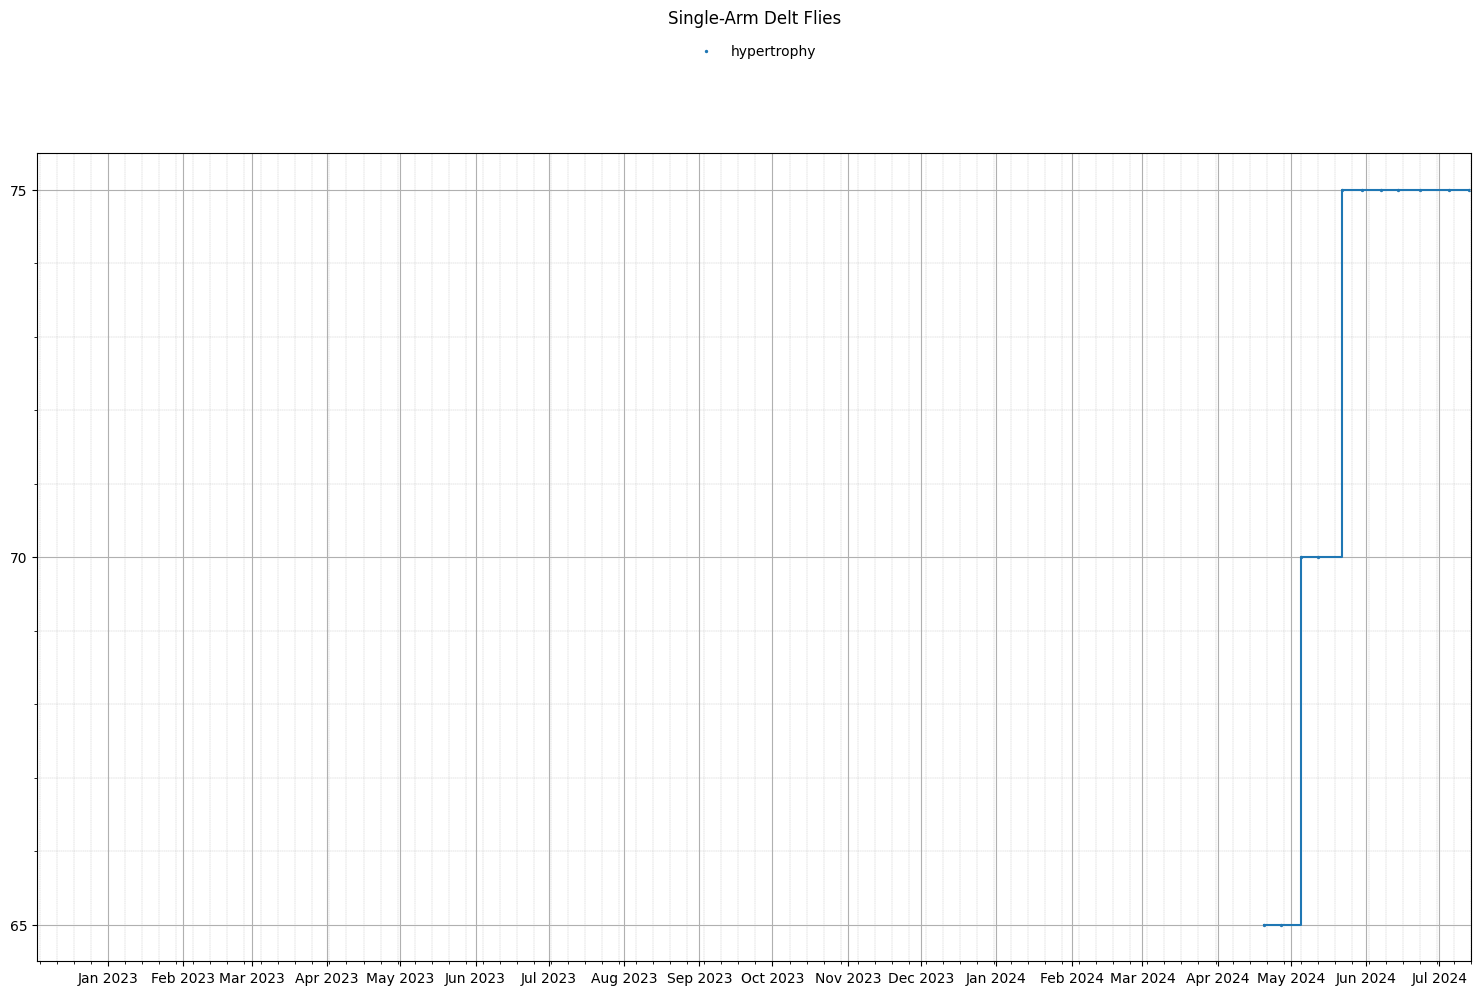 Single-Arm Delt Flies
hypertrophy
75
70
65
Jan 2023 Feb 2023 Mar 2023 Apr 2023 May 2023 Jun 2023 Jul 2023 Aug 2023 Sep 2023 Oct 2023 Nov 2023 Dec 2023 Jan 2024 Feb 2024 Mar 2024 Apr 2024 May 2024 Jun 2024 Jul 2024